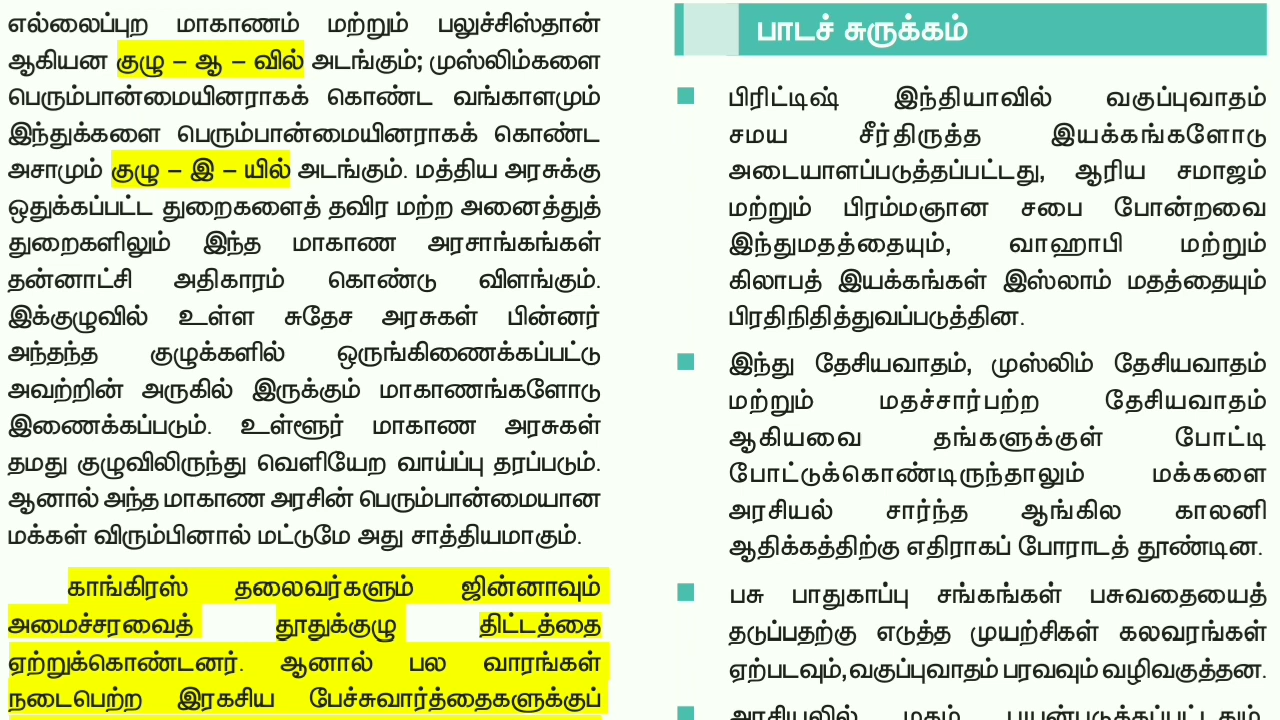 எல்லைப்புற மாகாணம் மற்றும் பலுச்சிஸ்தான்
ஆகியன குழு – ஆ – வில் அடங்கும்; முஸ்லிம்களை
பெரும்பான்மையினராகக் கொண்ட வங்காளமும்
இந்துக்களை பெரும்பான்மையினராகக் கொண்ட
அசாமும் குழு – இ – யில் அடங்கும். மத்திய அரசுக்கு
ஒதுக்கப்பட்ட துறைகளைத் தவிர மற்ற அனைத்துத்
துறைகளிலும் இந்த மாகாண அரசாங்கங்கள்
தன்னாட்சி அதிகாரம் கொண்டு விளங்கும்.
இக்குழுவில் உள்ள சுதேச அரசுகள் பின்னர்
அந்தந்த குழுக்களில் ஒருங்கிணைக்கப்பட்டு
அவற்றின் அருகில் இருக்கும் மாகாணங்களோடு
இணைக்கப்படும். உள்ளூர் மாகாண அரசுகள்
தமது குழுவிலிருந்து வெளியேற வாய்ப்பு தரப்படும்.
ஆனால் அந்த மாகாண அரசின் பெரும்பான்மையான
மக்கள் விரும்பினால் மட்டுமே அது சாத்தியமாகும்.
காங்கிரஸ் தலைவர்களும் ஜின்னாவும்
அமைச்சரவைத் தூதுக்குழு திட்டத்தை
ஏற்றுக்கொண்டனர். ஆனால் பல வாரங்கள்
நடைபெற்ற இரகசிய பேச்சுவார்த்தைகளுக்குப்
பாடச் சுருக்கம்
பிரிட்டிஷ் இந்தியாவில் வகுப்புவாதம்
சமய சீர்திருத்த இயக்கங்களோடு
அடையாளப்படுத்தப்பட்டது, ஆரிய சமாஜம்
மற்றும் பிரம்மஞான சபை போன்றவை
இந்துமதத்தையும், வாஹாபி மற்றும்
கிலாபத் இயக்கங்கள் இஸ்லாம் மதத்தையும்
பிரதிநிதித்துவப்படுத்தின.
இந்து தேசியவாதம், முஸ்லிம் தேசியவாதம்
மற்றும் மதச்சார்பற்ற தேசியவாதம்
ஆகியவை தங்களுக்குள் போட்டி
போட்டுக்கொண்டிருந்தாலும் மக்களை
அரசியல் சார்ந்த ஆங்கில காலனி
ஆதிக்கத்திற்கு எதிராகப் போராடத் தூண்டின.
பசு பாதுகாப்பு சங்கங்கள் பசுவதையைத்
தடுப்பதற்கு எடுத்த முயற்சிகள் கலவரங்கள்
ஏற்படவும், வகுப்புவாதம் பரவவும் வழிவகுத்தன.
அரசியலில் மதம் பயன்படுத்தப்பட்டதும்,